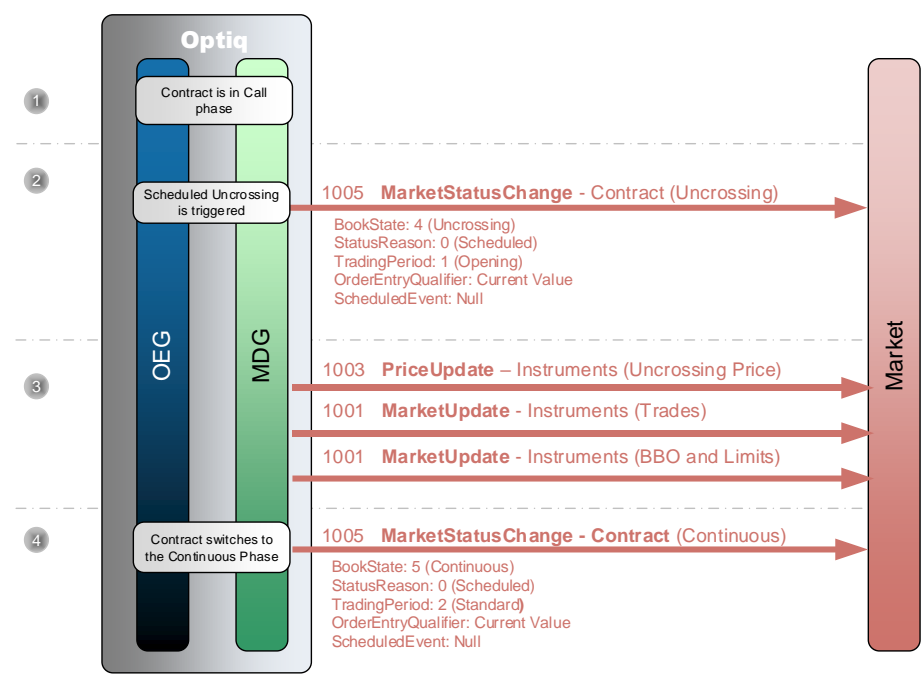 Optiq
1
Contract is in Call
phase
2
Scheduled Uncrossing
is triggered
1005 MarketStatusChange - Contract (Uncrossing)
BookState: 4 (Uncrossing)
StatusReason: 0 (Scheduled)
TradingPeriod: 1 (Opening)
OrderEntryQualifier: Current Value
ScheduledEvent: Null
OEG
MDG
Market
3
1003 PriceUpdate – Instruments (Uncrossing Price)
1001 MarketUpdate - Instruments (Trades)
1001 MarketUpdate - Instruments (BBO and Limits)
4
Contract switches to
the Continuous Phase
1005 MarketStatusChange - Contract (Continuous)
BookState: 5 (Continuous)
StatusReason: 0 (Scheduled)
TradingPeriod: 2 (Standard)
OrderEntryQualifier: Current Value
ScheduledEvent: Null